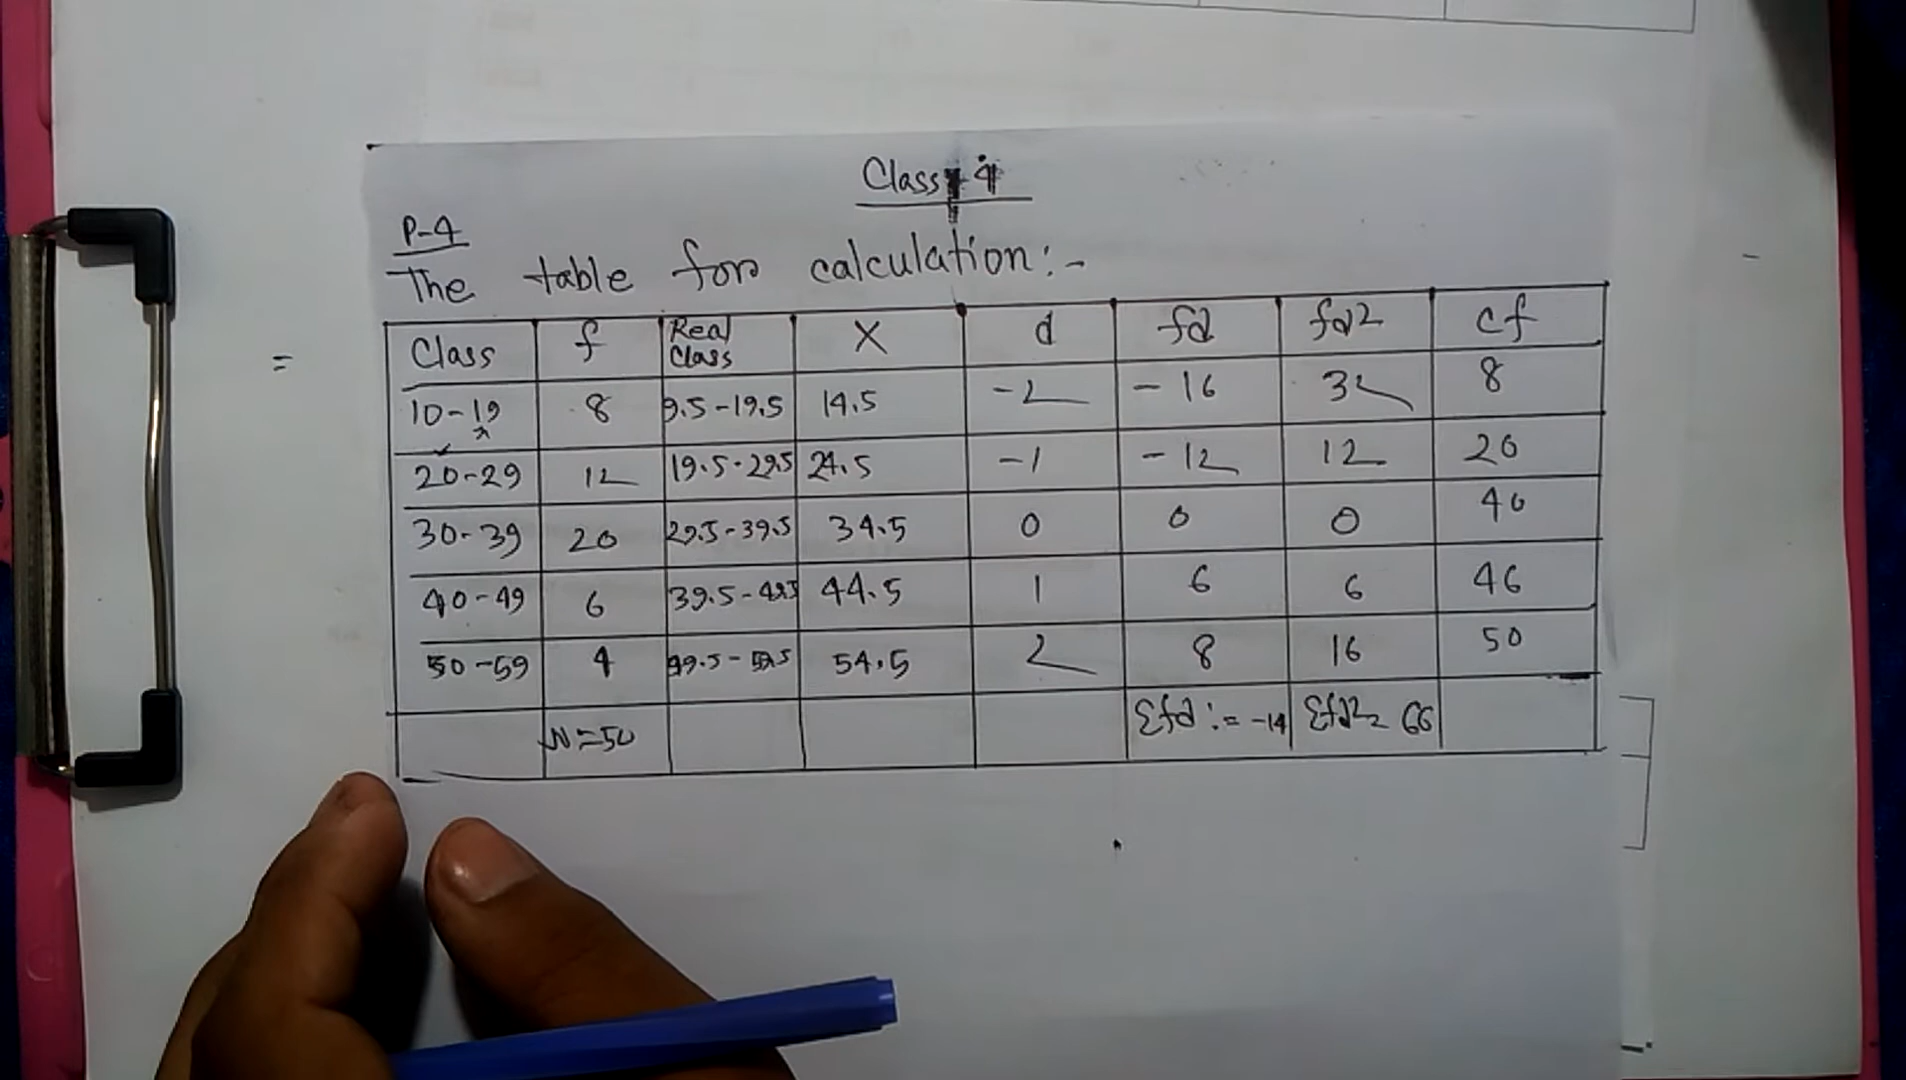 Class-4
P-4
The table for calculation:-
Class f Real Class X d fd fd2 cf
10-19 8 9.5-19.5 14.5 -2 -16 32 8
20-29 12 19.5-29.5 24.5 -1 -12 12 20
30-39 20 29.5-39.5 34.5 0 0 0 40
40-49 6 39.5-49.5 44.5 1 6 6 46
50-59 4 49.5-59.5 54.5 2 8 16 50
N=50 Σfd:=-14 Σfd2= 66
=